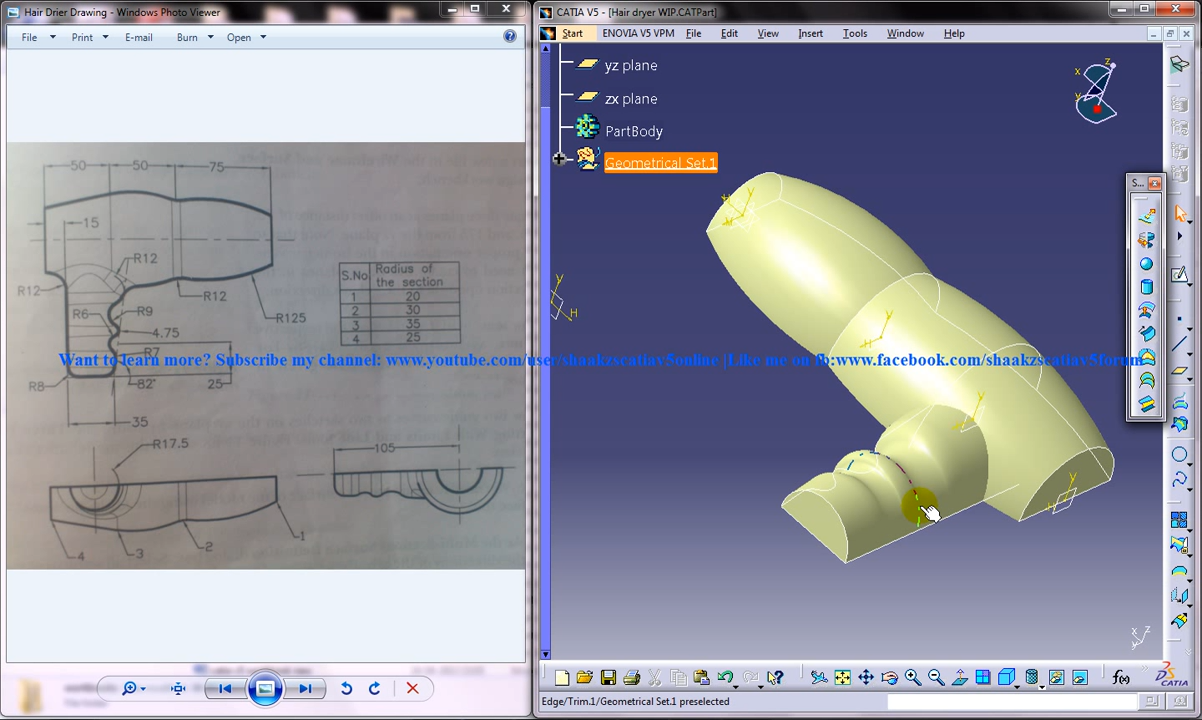 Hair Drier Drawing - Windows Photo Viewer
File Print E-mail Burn Open
50 50 75
15
R12
R12
R9
R12
R6
4.75
R125
R7
R8
82°
25
35
S.No Radius of the section
1 20
2 30
3 35
4 25
R17.5
105
1
2
3
4
CATIA V5 - [Hair dryer WIP.CATPart]
Start ENOVIA V5 VPM File Edit View Insert Tools Window Help
yz plane
zx plane
PartBody
Geometrical Set.1
z
x
y
S...
y
H
y
H
y
H
y
y
H
x z
y
Want to learn more? Subscribe my channel: www.youtube.com/user/shaakzscatiav5online |Like me on fb:www.facebook.com/shaakzscatiav5forum
f(x)
CATIA
Edge/Trim.1/Geometrical Set.1 preselected